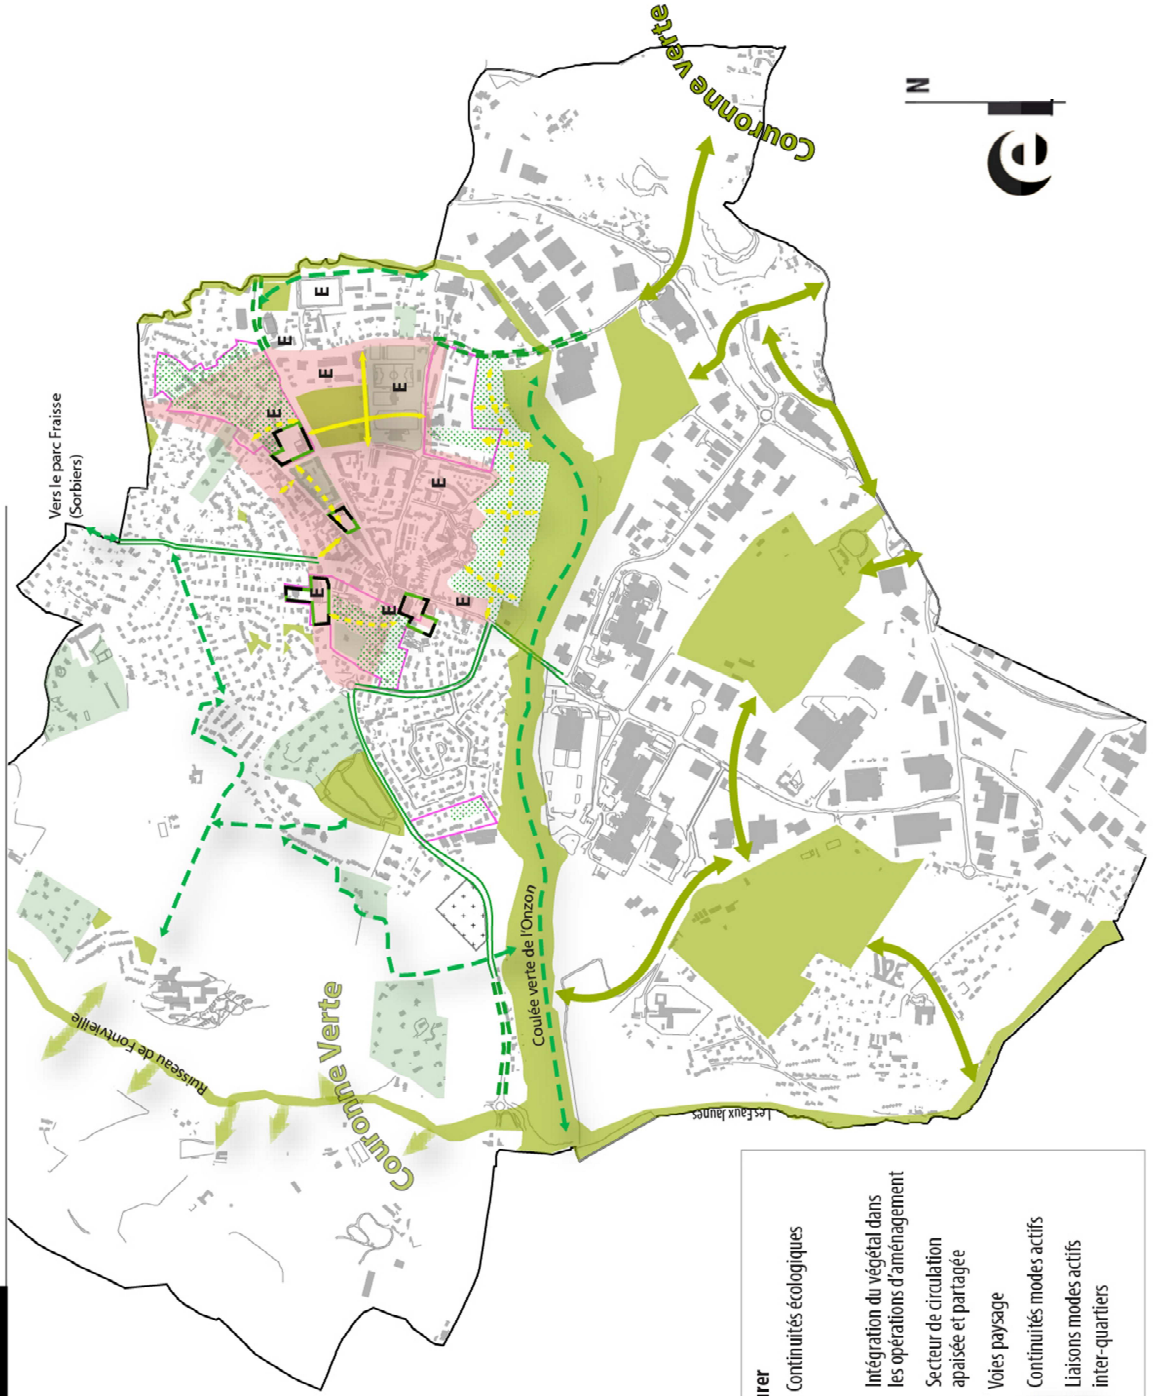 Couronne verte
N
el
Vers le parc Fraisse
(Sorbiers)
E
E
E
E
E
E
E
E
E
Coulée verte de l'Onzon
Ruisseau de Fontvieille
Couronne Verte
Les Eaux Jaunes
urer
Continuités écologiques
Intégration du végétal dans
les opérations d'aménagement
Secteur de circulation
apaisée et partagée
Voies paysage
Continuités modes actifs
Liaisons modes actifs
inter-quartiers